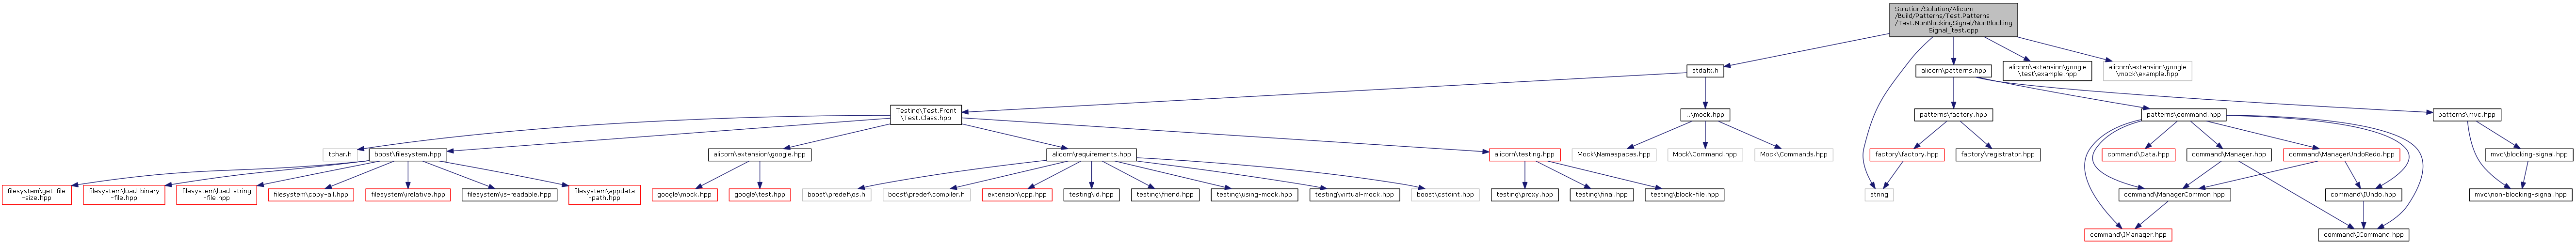 Solution/Solution/Alicorn
/Build/Patterns/Test.Patterns
/Test.NonBlockingSignal/NonBlocking
Signal_test.cpp
stdafx.h
alicorn\patterns.hpp
alicorn\extension\google
\test\example.hpp
alicorn\extension\google
\mock\example.hpp
Testing\Test.Front
\Test.Class.hpp
..\mock.hpp
patterns\factory.hpp
patterns\command.hpp
patterns\mvc.hpp
tchar.h
boost\filesystem.hpp
alicorn\extension\google.hpp
alicorn\requirements.hpp
alicorn\testing.hpp
Mock\Namespaces.hpp
Mock\Command.hpp
Mock\Commands.hpp
factory\factory.hpp
factory\registrator.hpp
command\Data.hpp
command\Manager.hpp
command\ManagerUndoRedo.hpp
mvc\blocking-signal.hpp
filesystem\get-file
-size.hpp
filesystem\load-binary
-file.hpp
filesystem\load-string
-file.hpp
filesystem\copy-all.hpp
filesystem\relative.hpp
filesystem\is-readable.hpp
filesystem\appdata
-path.hpp
google\mock.hpp
google\test.hpp
boost\predef\os.h
boost\predef\compiler.h
extension\cpp.hpp
testing\id.hpp
testing\friend.hpp
testing\using-mock.hpp
testing\virtual-mock.hpp
boost\cstdint.hpp
testing\proxy.hpp
testing\final.hpp
testing\block-file.hpp
string
command\ManagerCommon.hpp
command\IUndo.hpp
mvc\non-blocking-signal.hpp
command\IManager.hpp
command\ICommand.hpp